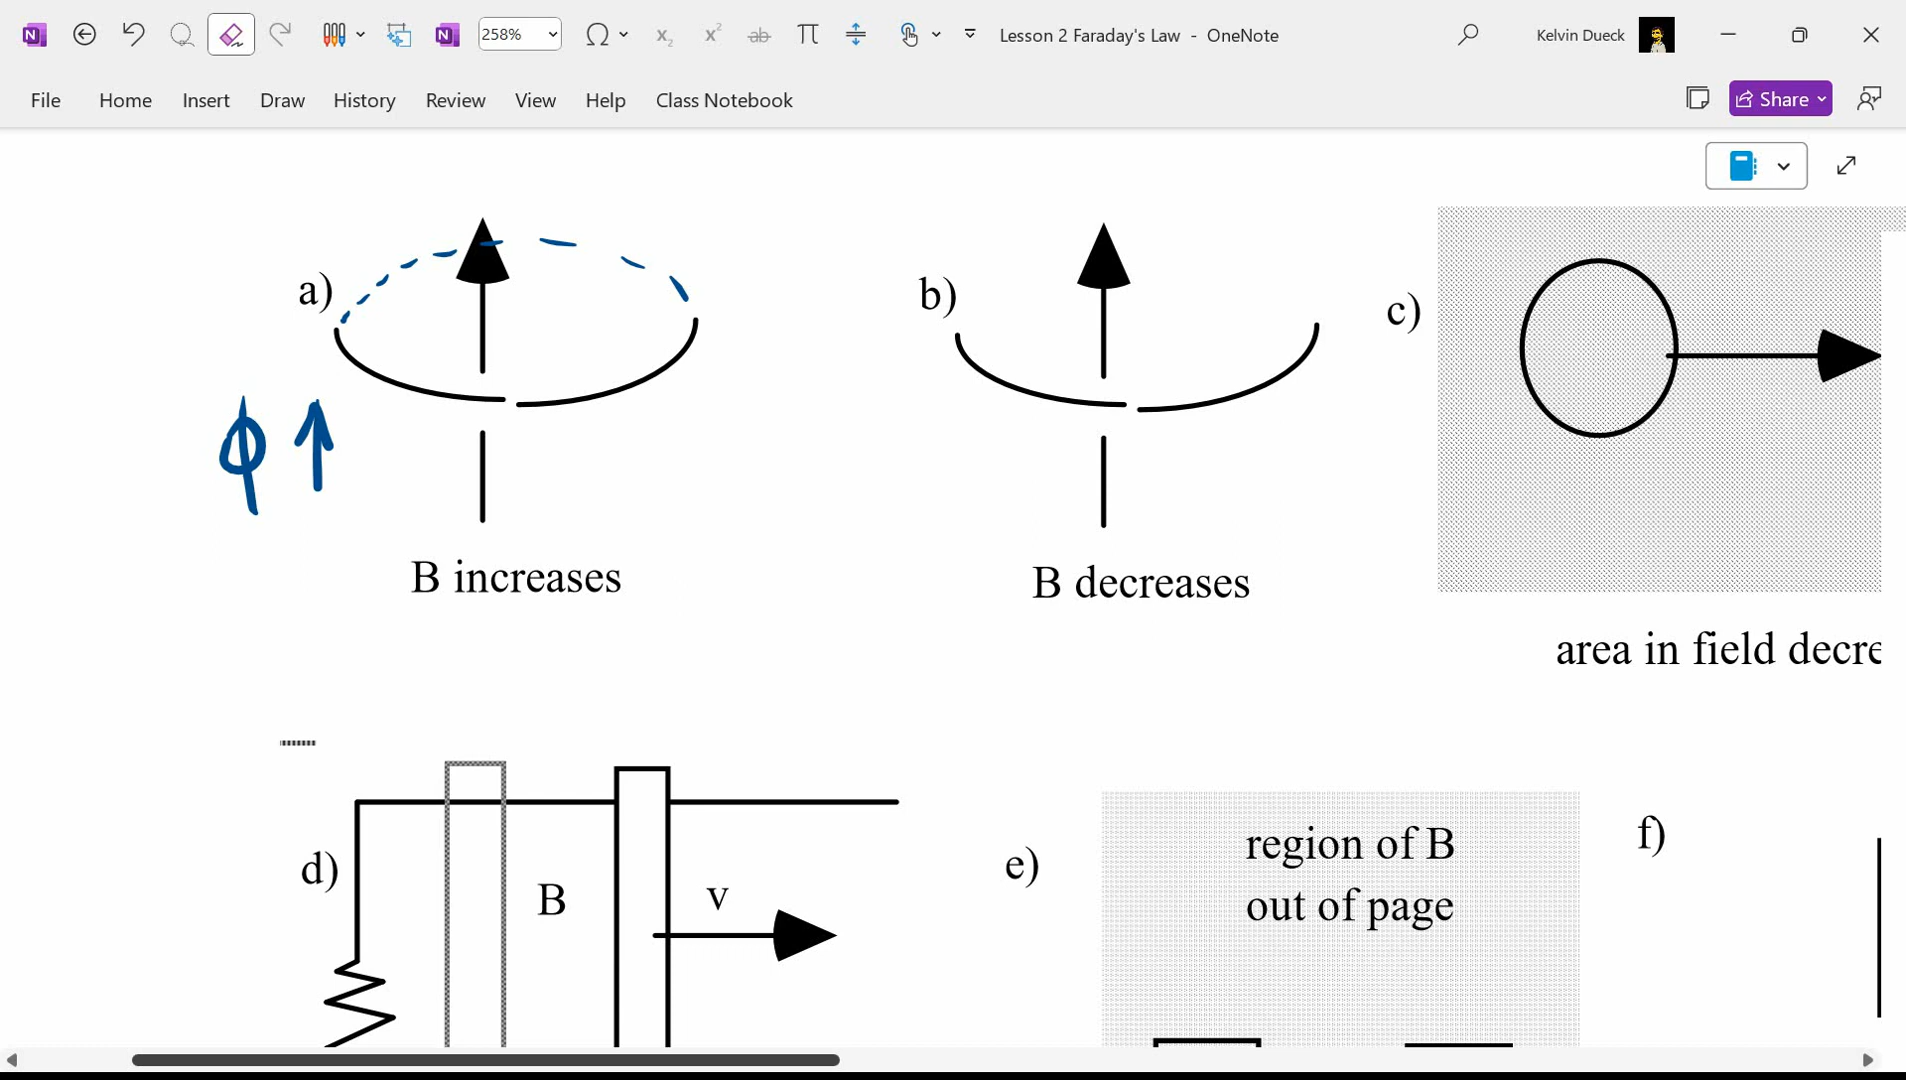 258%
Lesson 2 Faraday's Law - OneNote
Kelvin Dueck
File Home Insert Draw History Review View Help Class Notebook
Share
a)
b)
c)
ϕ ↑
B increases
B decreases
area in field decre
d)
B
v
e)
region of B
out of page
f)